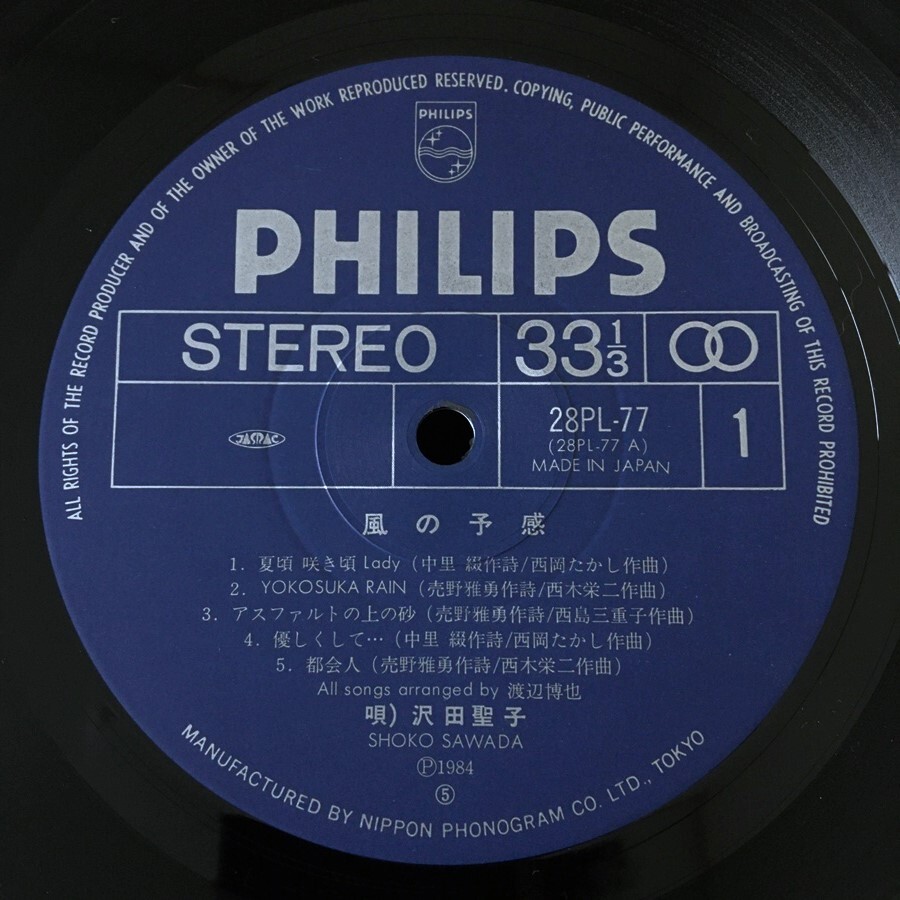 ALL RIGHTS OF THE RECORD PRODUCER AND OF THE OWNER OF THE WORK REPRODUCED RESERVED. COPYING, PUBLIC PERFORMANCE AND BROADCASTING OF THIS RECORD PROHIBITED
PHILIPS
PHILIPS
STEREO 33 1/3
JASRAC 28PL-77 1
(28PL-77 A)
MADE IN JAPAN
風の予感
1. 夏頃 咲き頃 Lady (中里 綴作詩/西岡たかし作曲)
2. YOKOSUKA RAIN (売野雅勇作詩/西木栄二作曲)
3. アスファルトの上の砂 (売野雅勇作詩/西島三重子作曲)
4. 優しくして… (中里 綴作詩/西岡たかし作曲)
5. 都会人 (売野雅勇作詩/西木栄二作曲)
All songs arranged by 渡辺博也
唄) 沢田聖子
SHOKO SAWADA
Ⓟ1984
⑤
MANUFACTURED BY NIPPON PHONOGRAM CO. LTD., TOKYO